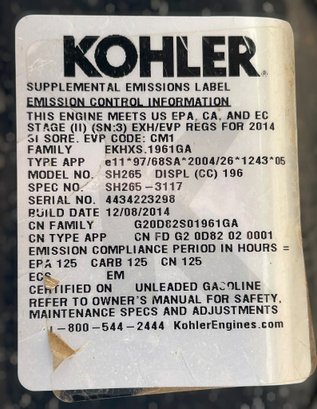 KOHLER®
SUPPLEMENTAL EMISSIONS LABEL
EMISSION CONTROL INFORMATION
THIS ENGINE MEETS US EPA, CA, AND EC
STAGE (II) (SN:3) EXH/EVP REGS FOR 2014
SI SORE. EVP CODE: CM1
FAMILY EKHXS.1961GA
TYPE APP e11*97/68SA*2004/26*1243*05
MODEL NO. SH265 DISPL (CC) 196
SPEC NO. SH265-3117
SERIAL NO. 4434223298
BUILD DATE 12/08/2014
CN FAMILY G20D82S01961GA
CN TYPE APP CN FD G2 0D82 02 0001
EMISSION COMPLIANCE PERIOD IN HOURS =
EPA 125 CARB 125 CN 125
ECS EM
CERTIFIED ON UNLEADED GASOLINE
REFER TO OWNER'S MANUAL FOR SAFETY,
MAINTENANCE SPECS AND ADJUSTMENTS
1-800-544-2444 KohlerEngines.com